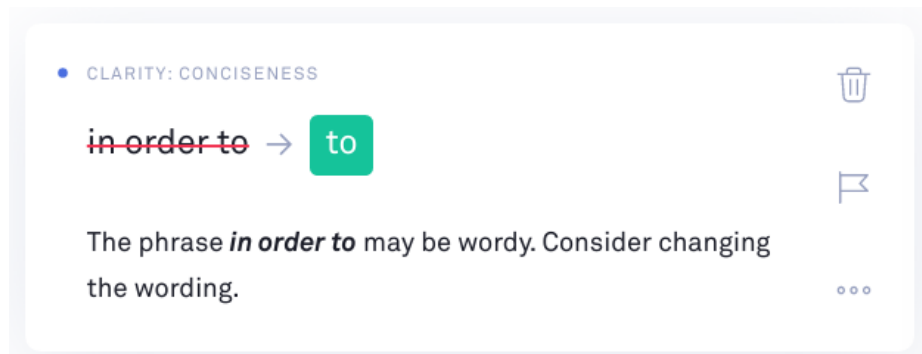 CLARITY: CONCISENESS
in order to → to
The phrase in order to may be wordy. Consider changing
the wording.